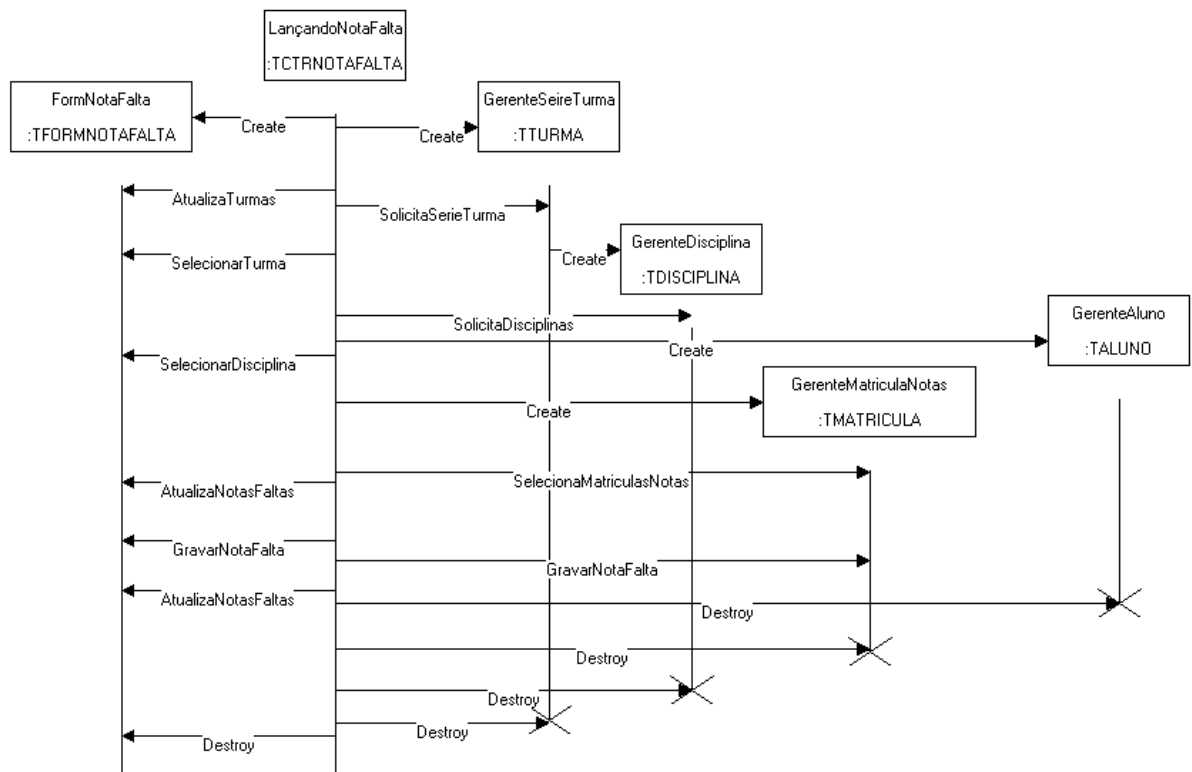 LançandoNotaFalta
:TCTRNOTAFALTA
FormNotaFalta
:TFORMNOTAFALTA
GerenteSeireTurma
:TTURMA
Create
Create
AtualizaTurmas
SolicitaSerieTurma
GerenteDisciplina
:TDISCIPLINA
Create
SelecionarTurma
GerenteAluno
:TALUNO
SolicitaDisciplinas
Create
SelecionarDisciplina
GerenteMatriculaNotas
:TMATRICULA
Create
SelecionaMatriculasNotas
AtualizaNotasFaltas
GravarNotaFalta
GravarNotaFalta
AtualizaNotasFaltas
Destroy
Destroy
Destroy
Destroy
Destroy